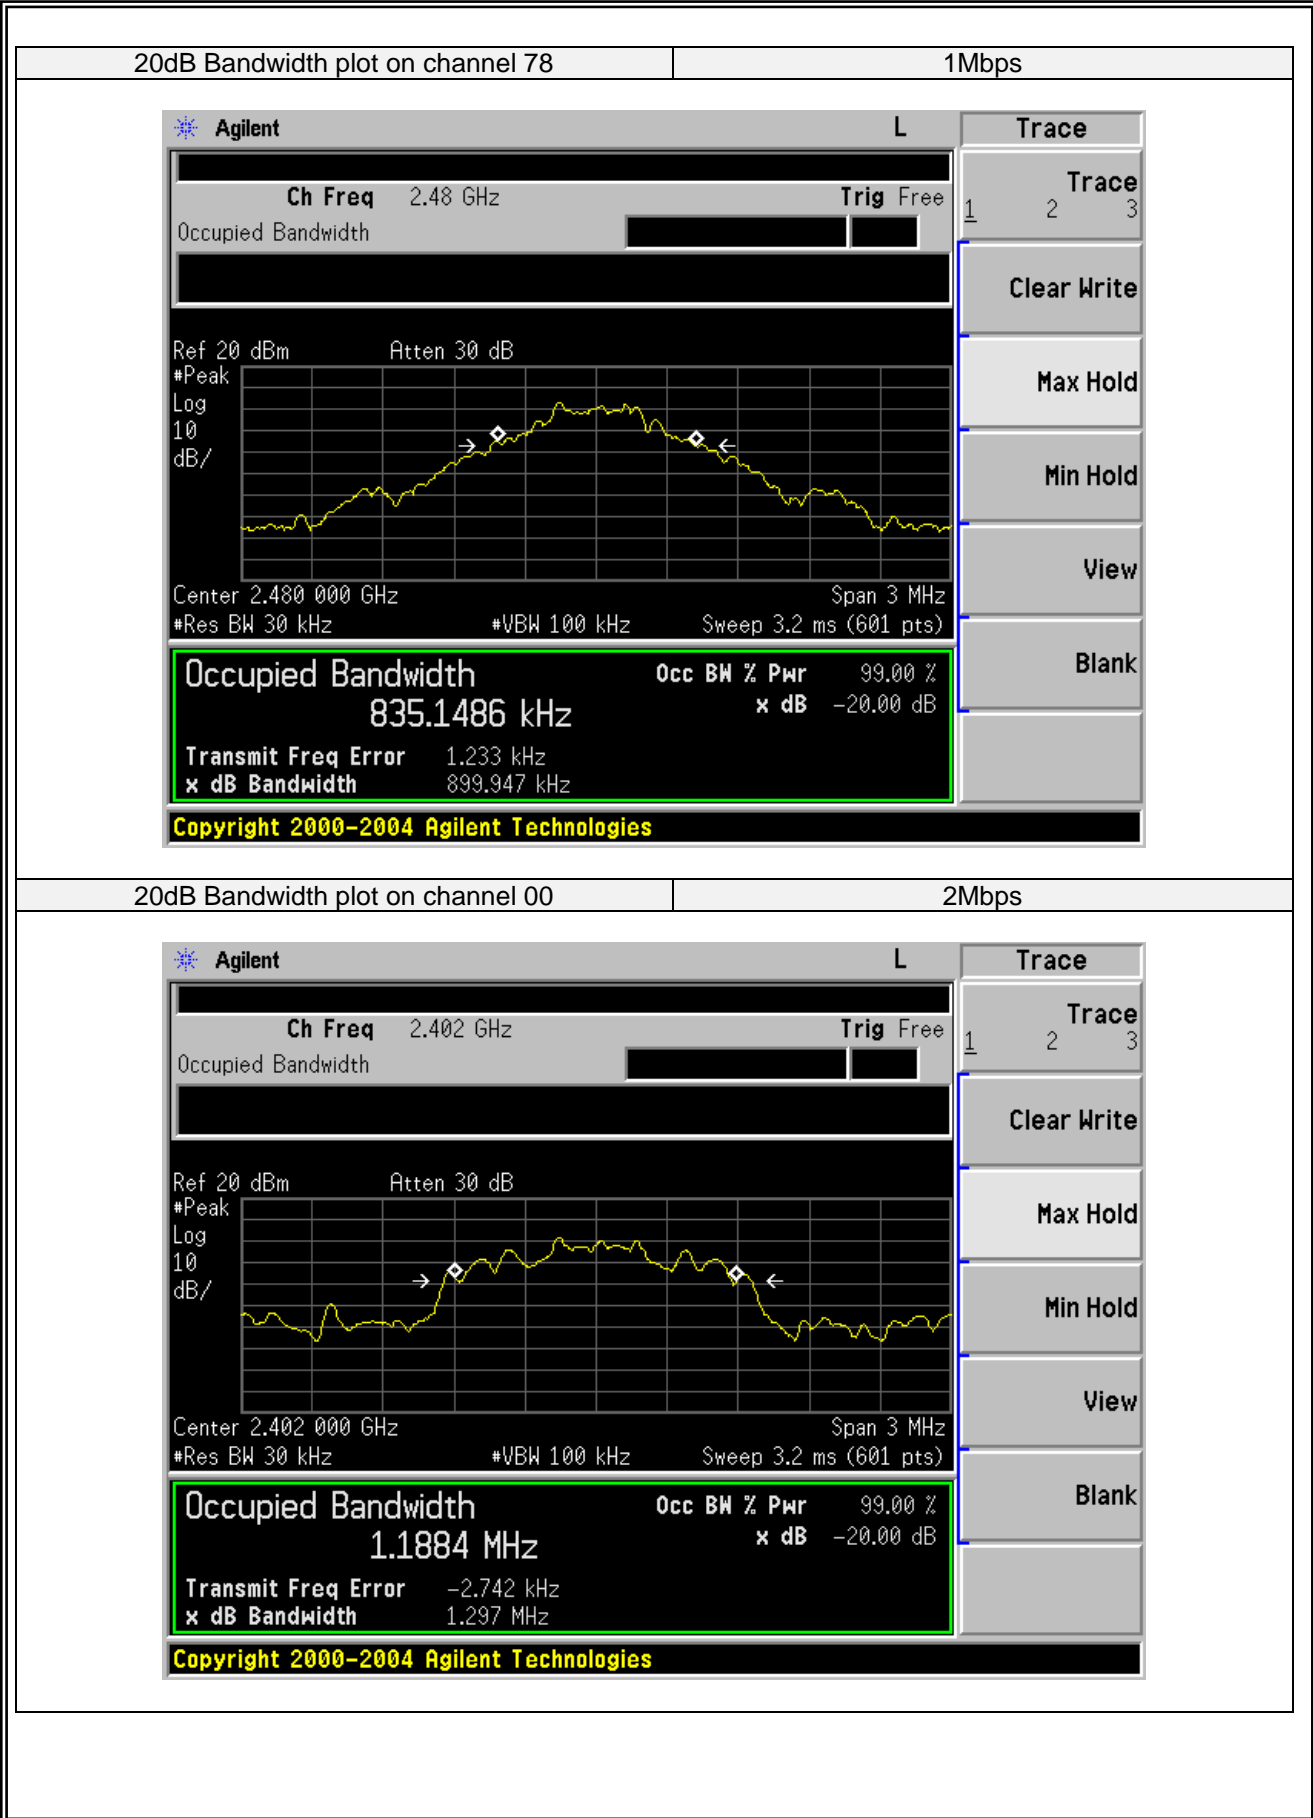 20dB Bandwidth plot on channel 78 1Mbps
Agilent L Trace
Ch Freq 2.48 GHz Trig Free
Occupied Bandwidth
Trace
1 2 3
Clear Write
Max Hold
Min Hold
View
Blank
Ref 20 dBm Atten 30 dB
#Peak
Log
10
dB/
Center 2.480 000 GHz Span 3 MHz
#Res BW 30 kHz #VBW 100 kHz Sweep 3.2 ms (601 pts)
Occupied Bandwidth Occ BW % Pwr 99.00 %
835.1486 kHz x dB -20.00 dB
Transmit Freq Error 1.233 kHz
x dB Bandwidth 899.947 kHz
Copyright 2000-2004 Agilent Technologies
20dB Bandwidth plot on channel 00 2Mbps
Agilent L Trace
Ch Freq 2.402 GHz Trig Free
Occupied Bandwidth
Trace
1 2 3
Clear Write
Max Hold
Min Hold
View
Blank
Ref 20 dBm Atten 30 dB
#Peak
Log
10
dB/
Center 2.402 000 GHz Span 3 MHz
#Res BW 30 kHz #VBW 100 kHz Sweep 3.2 ms (601 pts)
Occupied Bandwidth Occ BW % Pwr 99.00 %
1.1884 MHz x dB -20.00 dB
Transmit Freq Error -2.742 kHz
x dB Bandwidth 1.297 MHz
Copyright 2000-2004 Agilent Technologies